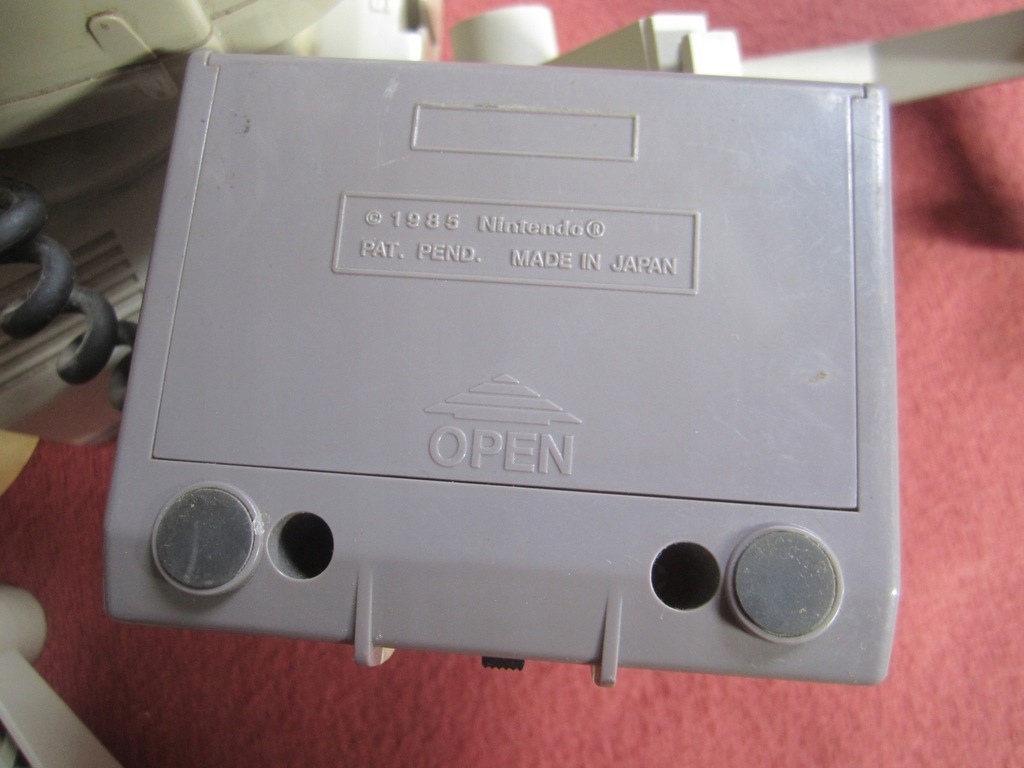 © 1985 Nintendo®
PAT. PEND. MADE IN JAPAN
OPEN